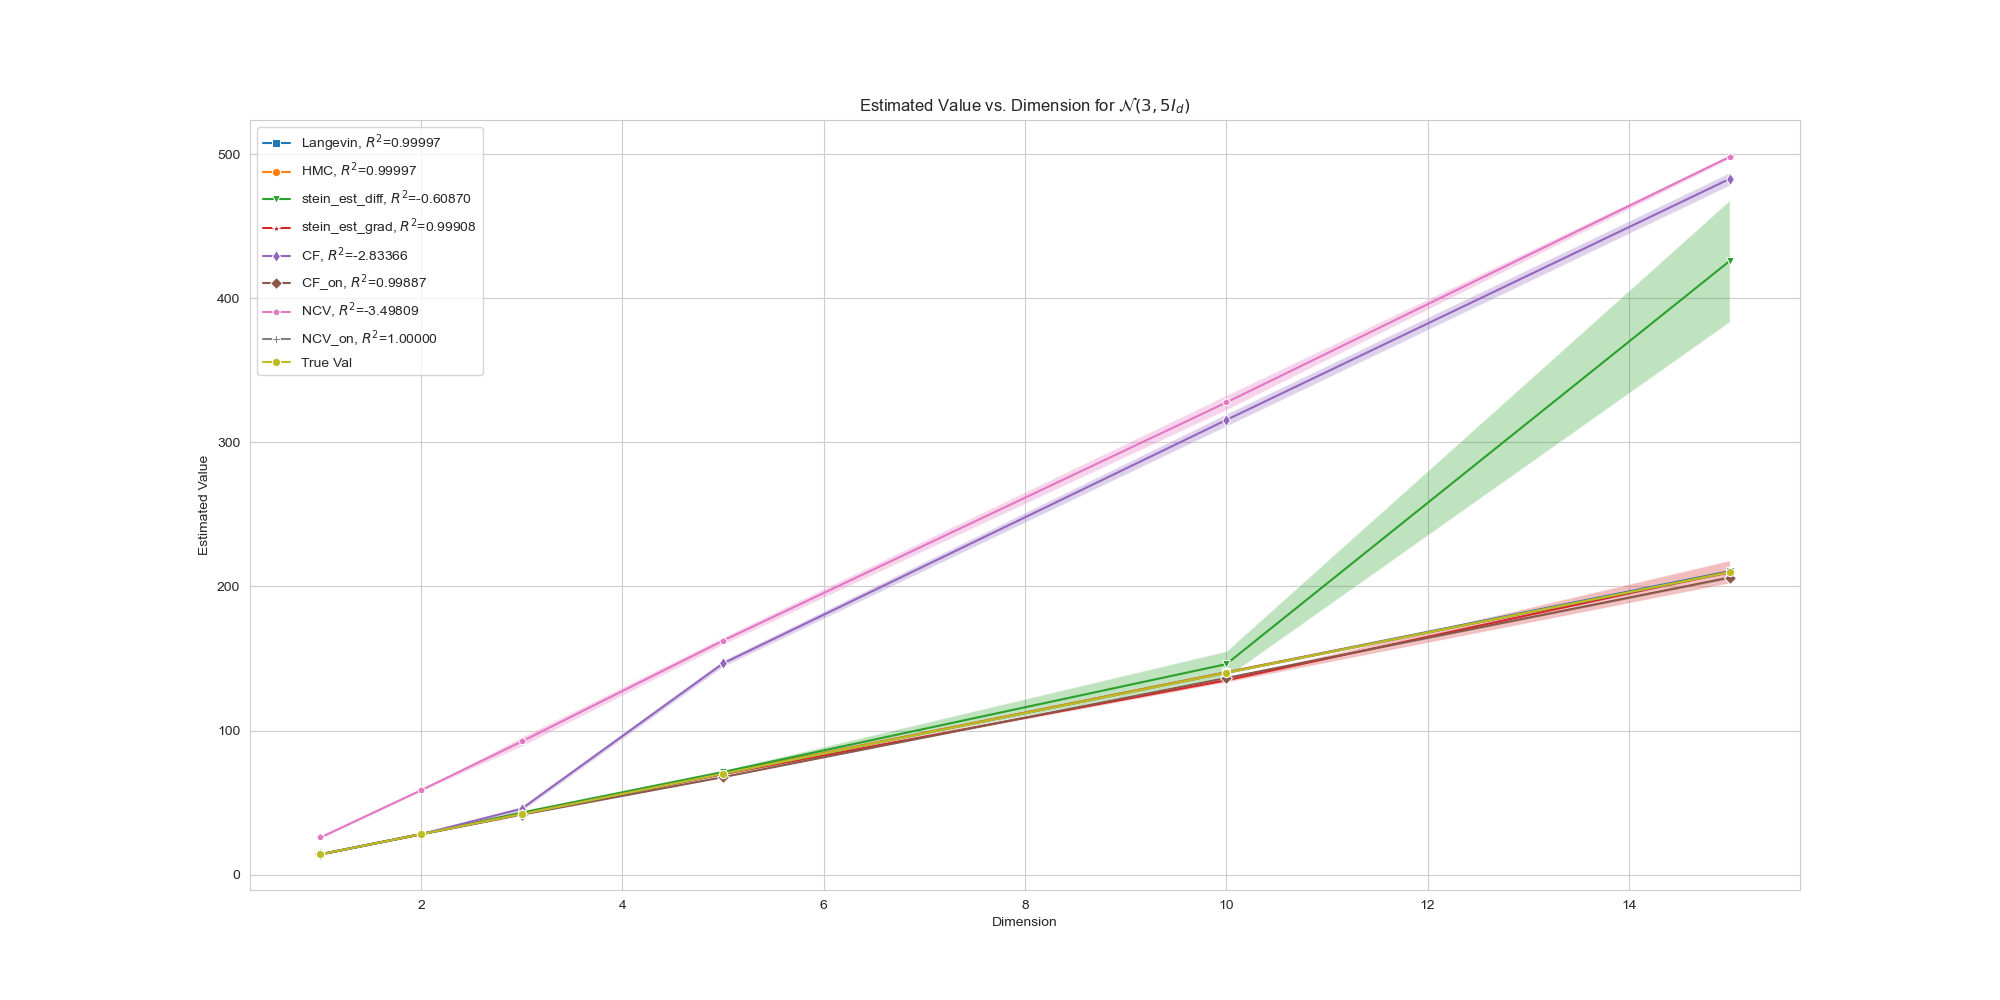 Estimated Value vs. Dimension for 𝒩(3, 5I_d)
Langevin, R²=0.99997
HMC, R²=0.99997
stein_est_diff, R²=-0.60870
stein_est_grad, R²=0.99908
CF, R²=-2.83366
CF_on, R²=0.99887
NCV, R²=-3.49809
NCV_on, R²=1.00000
True Val
500
400
300
200
100
0
Estimated Value
2 4 6 8 10 12 14
Dimension